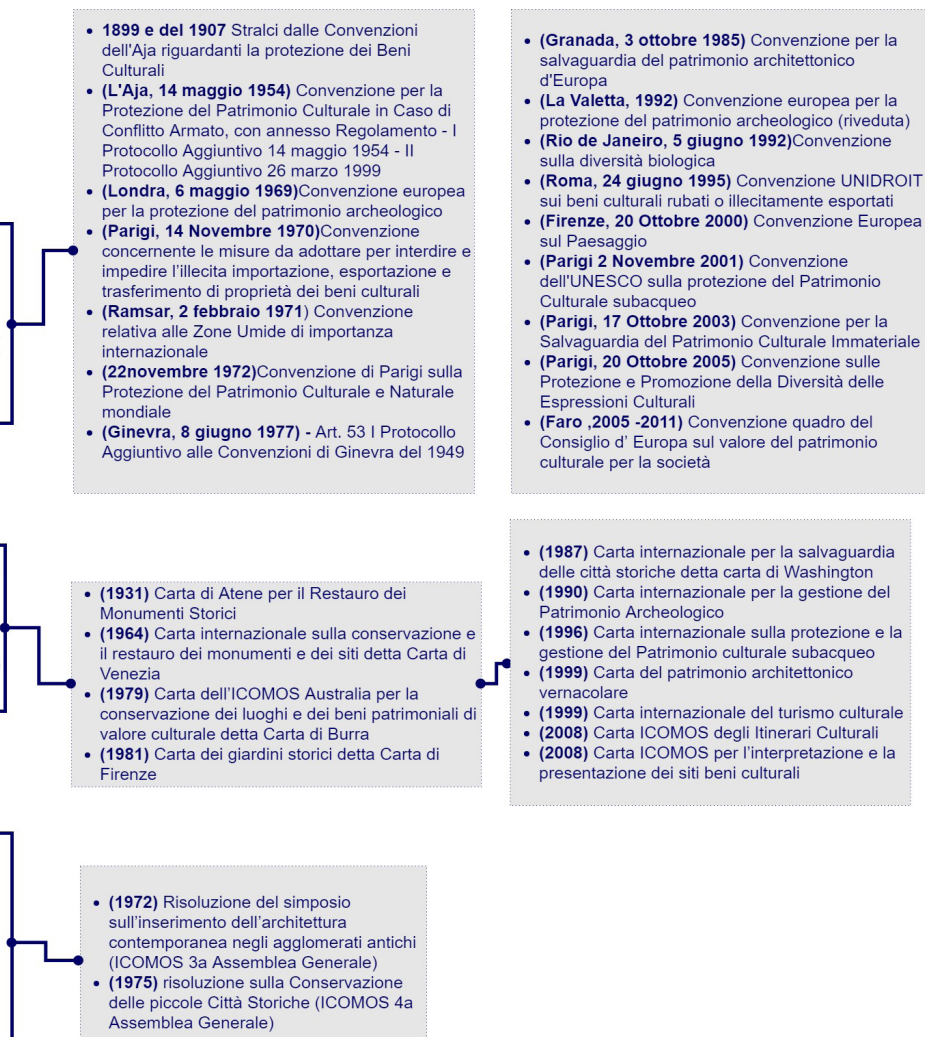 • 1899 e del 1907 Stralci dalle Convenzioni
dell'Aja riguardanti la protezione dei Beni
Culturali
• (L'Aja, 14 maggio 1954) Convenzione per la
Protezione del Patrimonio Culturale in Caso di
Conflitto Armato, con annesso Regolamento - I
Protocollo Aggiuntivo 14 maggio 1954 - II
Protocollo Aggiuntivo 26 marzo 1999
• (Londra, 6 maggio 1969)Convenzione europea
per la protezione del patrimonio archeologico
• (Parigi, 14 Novembre 1970)Convenzione
concernente le misure da adottare per interdire e
impedire l’illecita importazione, esportazione e
trasferimento di proprietà dei beni culturali
• (Ramsar, 2 febbraio 1971) Convenzione
relativa alle Zone Umide di importanza
internazionale
• (22novembre 1972)Convenzione di Parigi sulla
Protezione del Patrimonio Culturale e Naturale
mondiale
• (Ginevra, 8 giugno 1977) - Art. 53 I Protocollo
Aggiuntivo alle Convenzioni di Ginevra del 1949
• (Granada, 3 ottobre 1985) Convenzione per la
salvaguardia del patrimonio architettonico
d'Europa
• (La Valetta, 1992) Convenzione europea per la
protezione del patrimonio archeologico (riveduta)
• (Rio de Janeiro, 5 giugno 1992)Convenzione
sulla diversità biologica
• (Roma, 24 giugno 1995) Convenzione UNIDROIT
sui beni culturali rubati o illecitamente esportati
• (Firenze, 20 Ottobre 2000) Convenzione Europea
sul Paesaggio
• (Parigi 2 Novembre 2001) Convenzione
dell'UNESCO sulla protezione del Patrimonio
Culturale subacqueo
• (Parigi, 17 Ottobre 2003) Convenzione per la
Salvaguardia del Patrimonio Culturale Immateriale
• (Parigi, 20 Ottobre 2005) Convenzione sulle
Protezione e Promozione della Diversità delle
Espressioni Culturali
• (Faro ,2005 -2011) Convenzione quadro del
Consiglio d’ Europa sul valore del patrimonio
culturale per la società
• (1931) Carta di Atene per il Restauro dei
Monumenti Storici
• (1964) Carta internazionale sulla conservazione e
il restauro dei monumenti e dei siti detta Carta di
Venezia
• (1979) Carta dell’ICOMOS Australia per la
conservazione dei luoghi e dei beni patrimoniali di
valore culturale detta Carta di Burra
• (1981) Carta dei giardini storici detta Carta di
Firenze
• (1987) Carta internazionale per la salvaguardia
delle città storiche detta carta di Washington
• (1990) Carta internazionale per la gestione del
Patrimonio Archeologico
• (1996) Carta internazionale sulla protezione e la
gestione del Patrimonio culturale subacqueo
• (1999) Carta del patrimonio architettonico
vernacolare
• (1999) Carta internazionale del turismo culturale
• (2008) Carta ICOMOS degli Itinerari Culturali
• (2008) Carta ICOMOS per l’interpretazione e la
presentazione dei siti beni culturali
• (1972) Risoluzione del simposio
sull’inserimento dell’architettura
contemporanea negli agglomerati antichi
(ICOMOS 3a Assemblea Generale)
• (1975) risoluzione sulla Conservazione
delle piccole Città Storiche (ICOMOS 4a
Assemblea Generale)